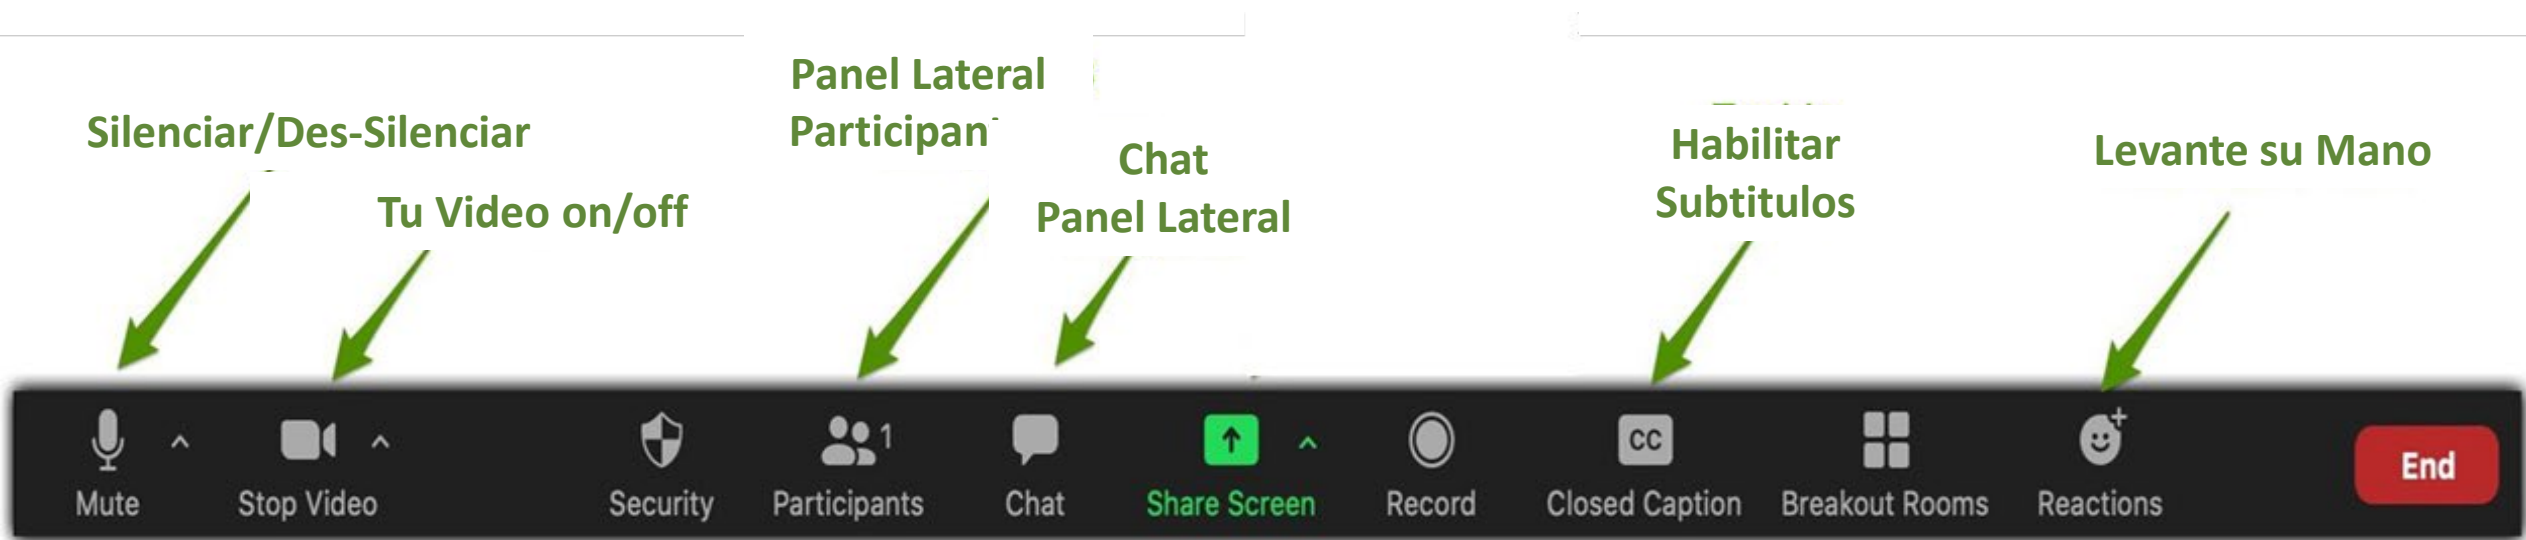 Silenciar/Des-Silenciar
Tu Video on/off
Panel Lateral
Participan
Chat
Panel Lateral
Habilitar
Subtitulos
Levante su Mano
Mute
Stop Video
Security
1
Participants
Chat
Share Screen
Record
CC
Closed Caption
Breakout Rooms
Reactions
End